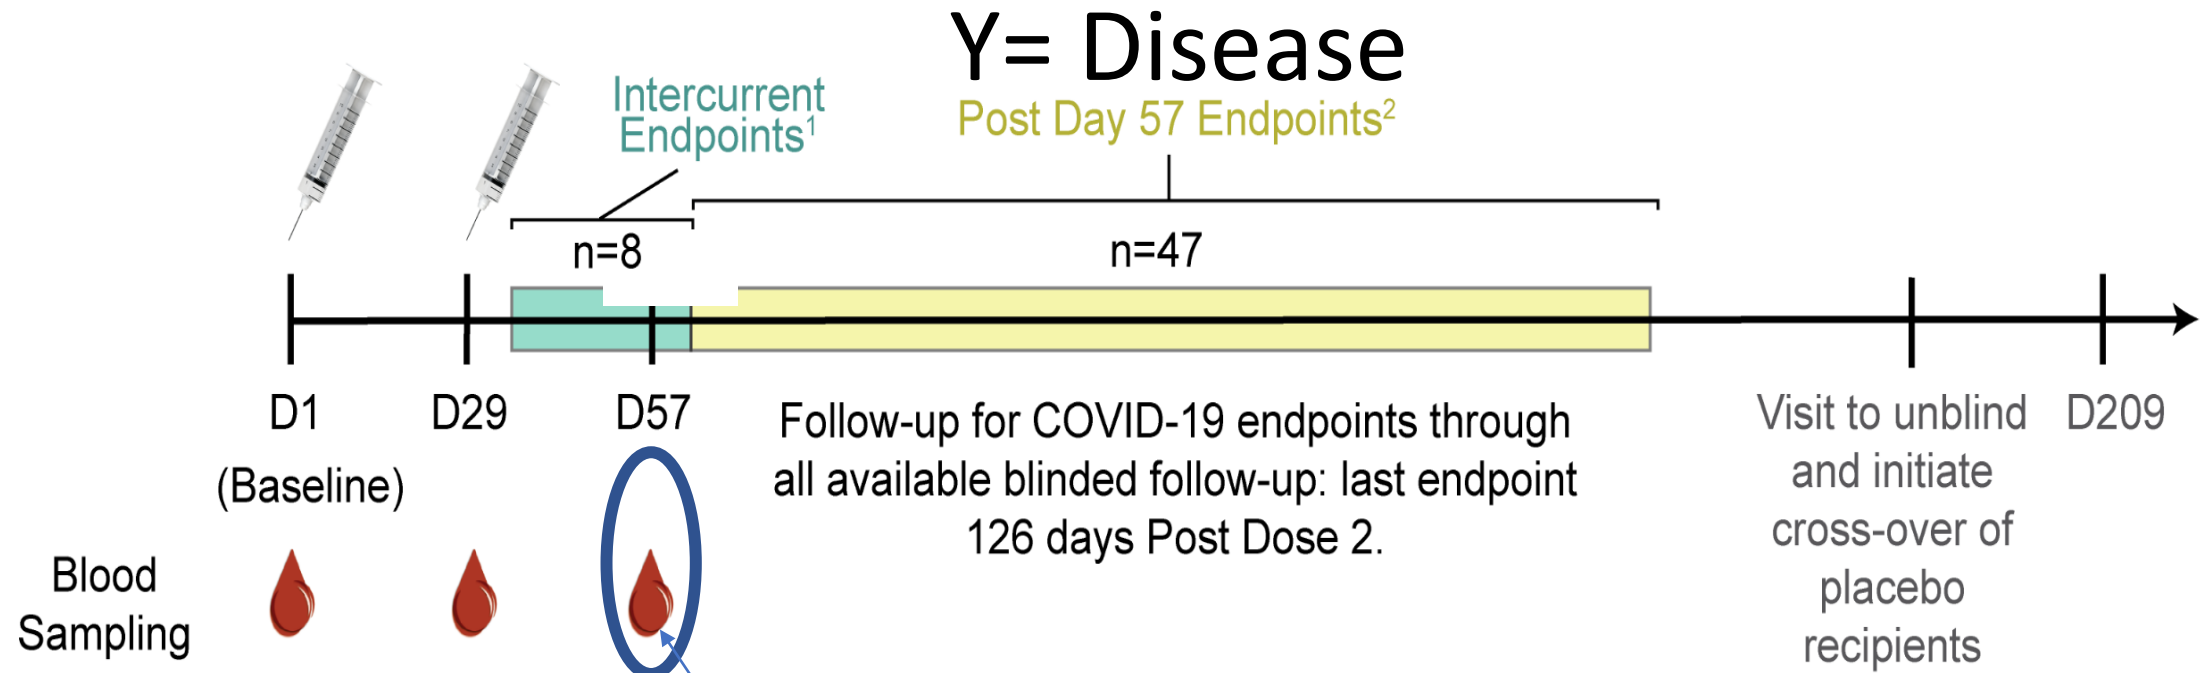 Y= Disease
Intercurrent
Endpoints¹
Post Day 57 Endpoints²
n=8
n=47
D1
D29
D57
(Baseline)
Follow-up for COVID-19 endpoints through
all available blinded follow-up: last endpoint
126 days Post Dose 2.
Visit to unblind
and initiate
cross-over of
placebo
recipients
D209
Blood
Sampling